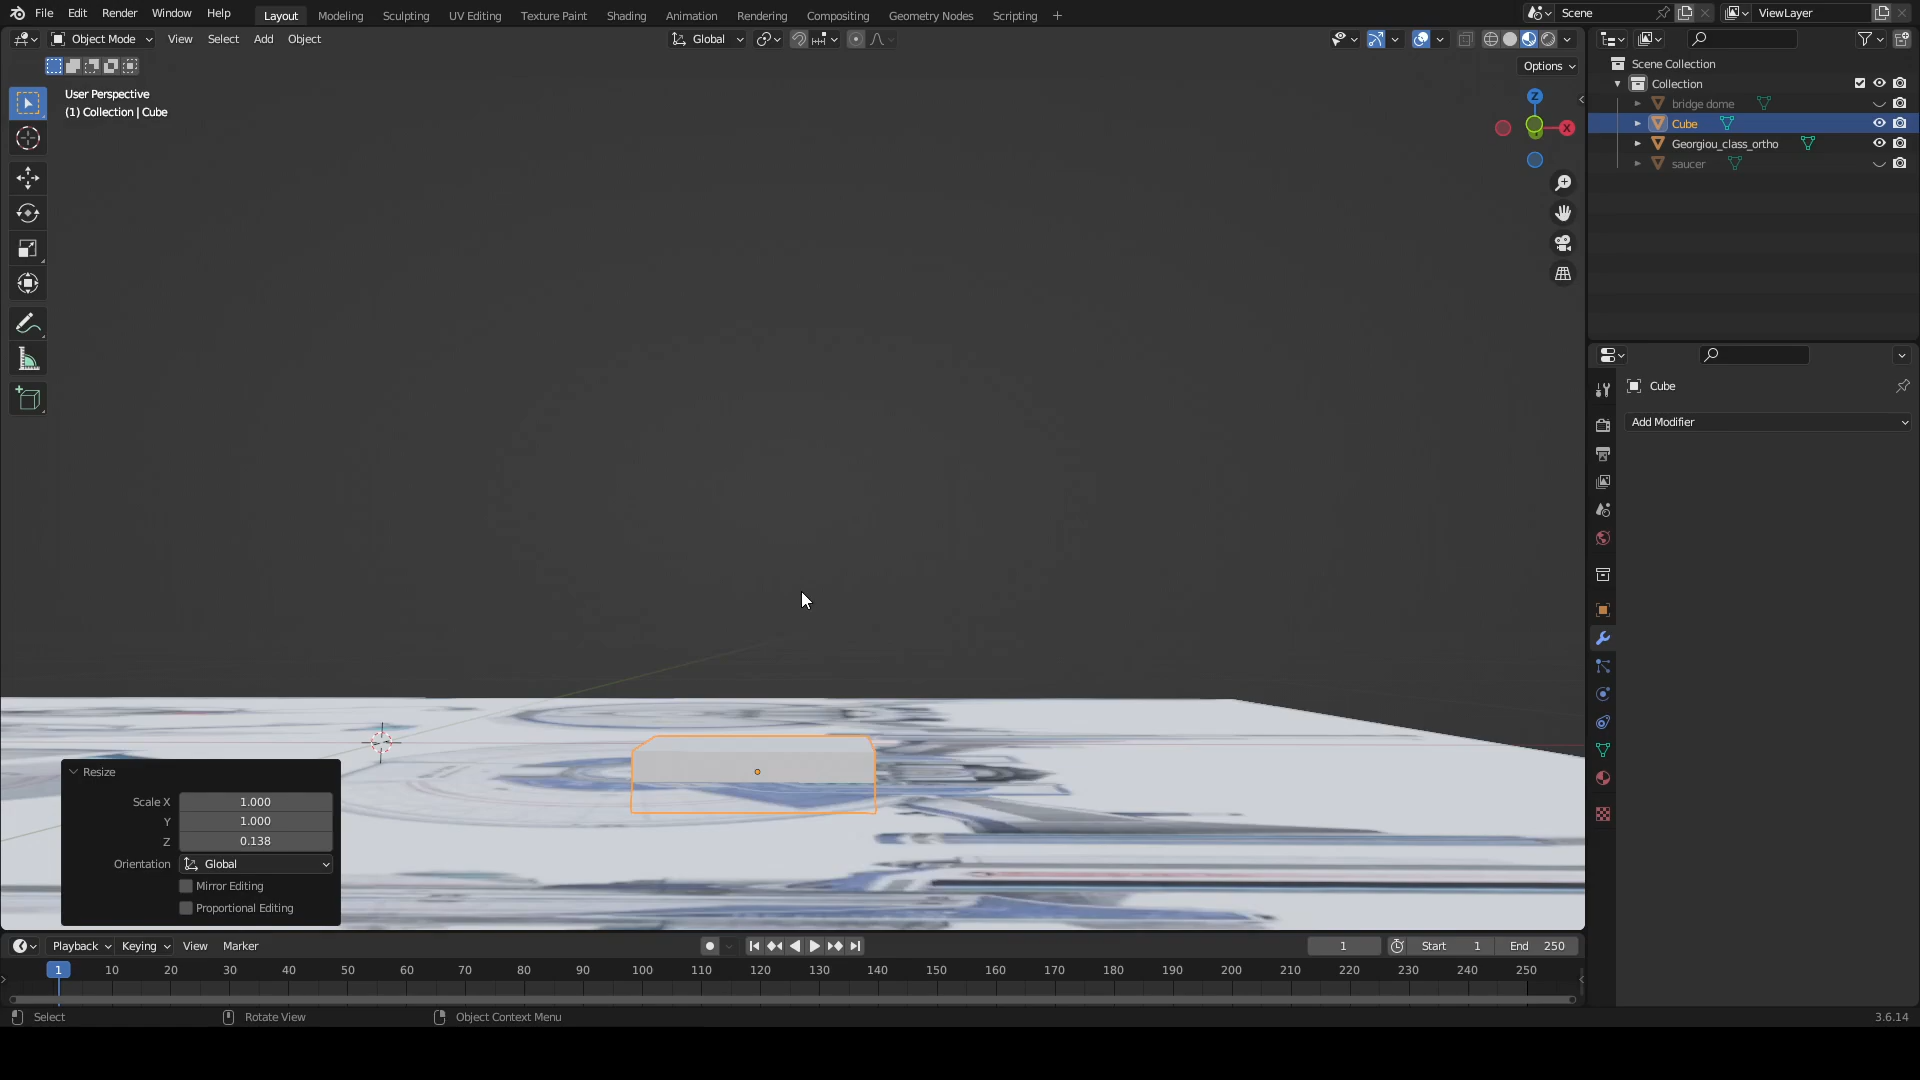 File Edit Render Window Help Layout Modeling Sculpting UV Editing Texture Paint Shading Animation Rendering Compositing Geometry Nodes Scripting + Scene ViewLayer
Object Mode View Select Add Object Global
Options
User Perspective
(1) Collection | Cube
Z
X
Scene Collection
Collection
bridge dome
Cube
Georgiou_class_ortho
saucer
Cube
Add Modifier
Resize
Scale X 1.000
Y 1.000
Z 0.138
Orientation Global
Mirror Editing
Proportional Editing
Playback Keying View Marker 1 Start 1 End 250
1 10 20 30 40 50 60 70 80 90 100 110 120 130 140 150 160 170 180 190 200 210 220 230 240 250
Select Rotate View Object Context Menu 3.6.14